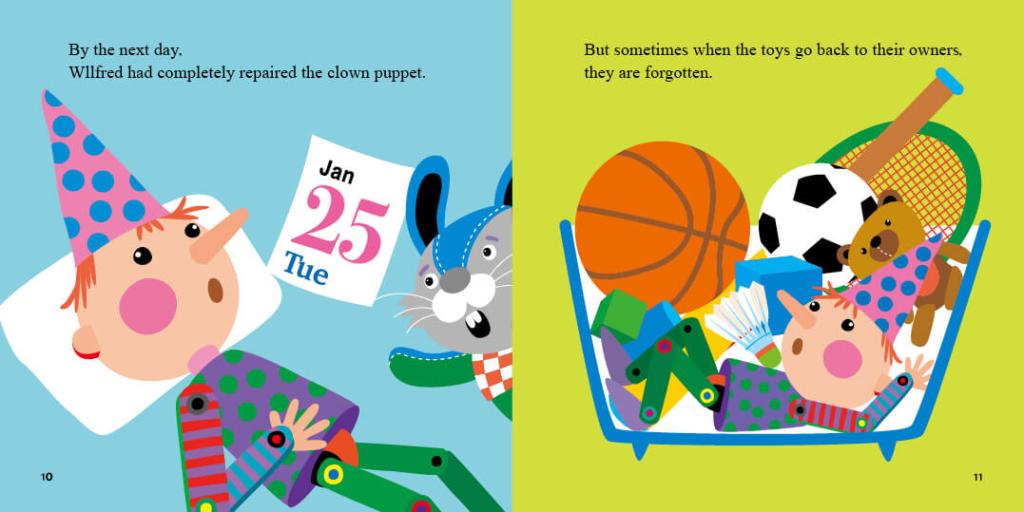 By the next day,
Wllfred had completely repaired the clown puppet.
Jan
25
Tue
10
But sometimes when the toys go back to their owners,
they are forgotten.
11